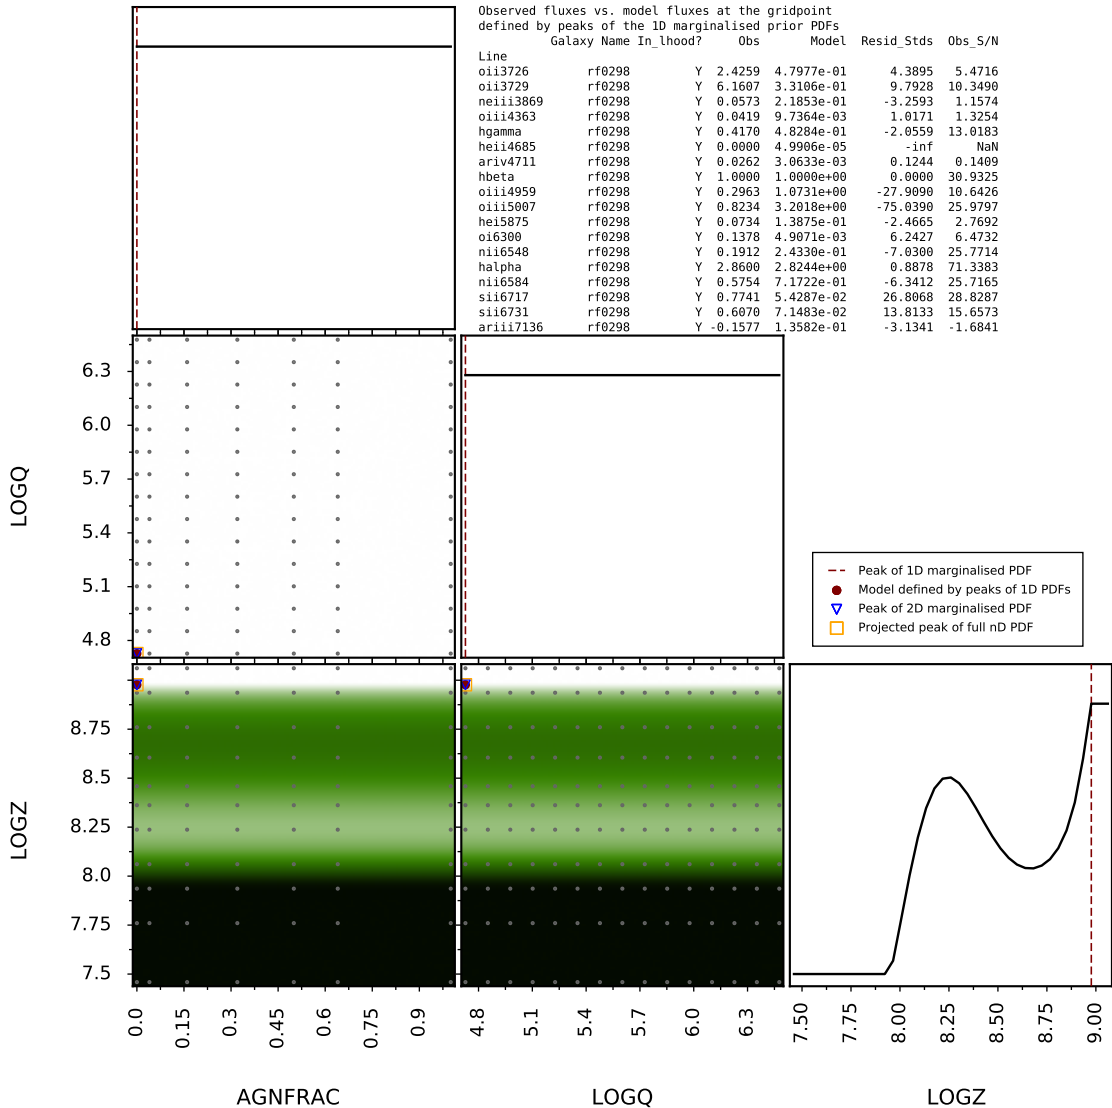 Observed fluxes vs. model fluxes at the gridpoint
defined by peaks of the 1D marginalised prior PDFs
Galaxy Name In_lhood? Obs Model Resid_Stds Obs_S/N
Line
oii3726 rf0298 Y 2.4259 4.7977e-01 4.3895 5.4716
oii3729 rf0298 Y 6.1607 3.3106e-01 9.7928 10.3490
neiii3869 rf0298 Y 0.0573 2.1853e-01 -3.2593 1.1574
oiii4363 rf0298 Y 0.0419 9.7364e-03 1.0171 1.3254
hgamma rf0298 Y 0.4170 4.8284e-01 -2.0559 13.0183
heii4685 rf0298 Y 0.0000 4.9906e-05 -inf NaN
ariv4711 rf0298 Y 0.0262 3.0633e-03 0.1244 0.1409
hbeta rf0298 Y 1.0000 1.0000e+00 0.0000 30.9325
oiii4959 rf0298 Y 0.2963 1.0731e+00 -27.9090 10.6426
oiii5007 rf0298 Y 0.8234 3.2018e+00 -75.0390 25.9797
hei5875 rf0298 Y 0.0734 1.3875e-01 -2.4665 2.7692
oi6300 rf0298 Y 0.1378 4.9071e-03 6.2427 6.4732
nii6548 rf0298 Y 0.1912 2.4330e-01 -7.0300 25.7714
halpha rf0298 Y 2.8600 2.8244e+00 0.8878 71.3383
nii6584 rf0298 Y 0.5754 7.1722e-01 -6.3412 25.7165
sii6717 rf0298 Y 0.7741 5.4287e-02 26.8068 28.8287
sii6731 rf0298 Y 0.6070 7.1483e-02 13.8133 15.6573
ariii7136 rf0298 Y -0.1577 1.3582e-01 -3.1341 -1.6841
6.3
6.0
5.7
5.4
5.1
4.8
LOGQ
Peak of 1D marginalised PDF
Model defined by peaks of 1D PDFs
Peak of 2D marginalised PDF
Projected peak of full nD PDF
8.75
8.5
8.25
8.0
7.75
7.5
LOGZ
0.0 0.15 0.3 0.45 0.6 0.75 0.9
4.8 5.1 5.4 5.7 6.0 6.3
7.50 7.75 8.00 8.25 8.50 8.75 9.00
AGNFRAC LOGQ LOGZ